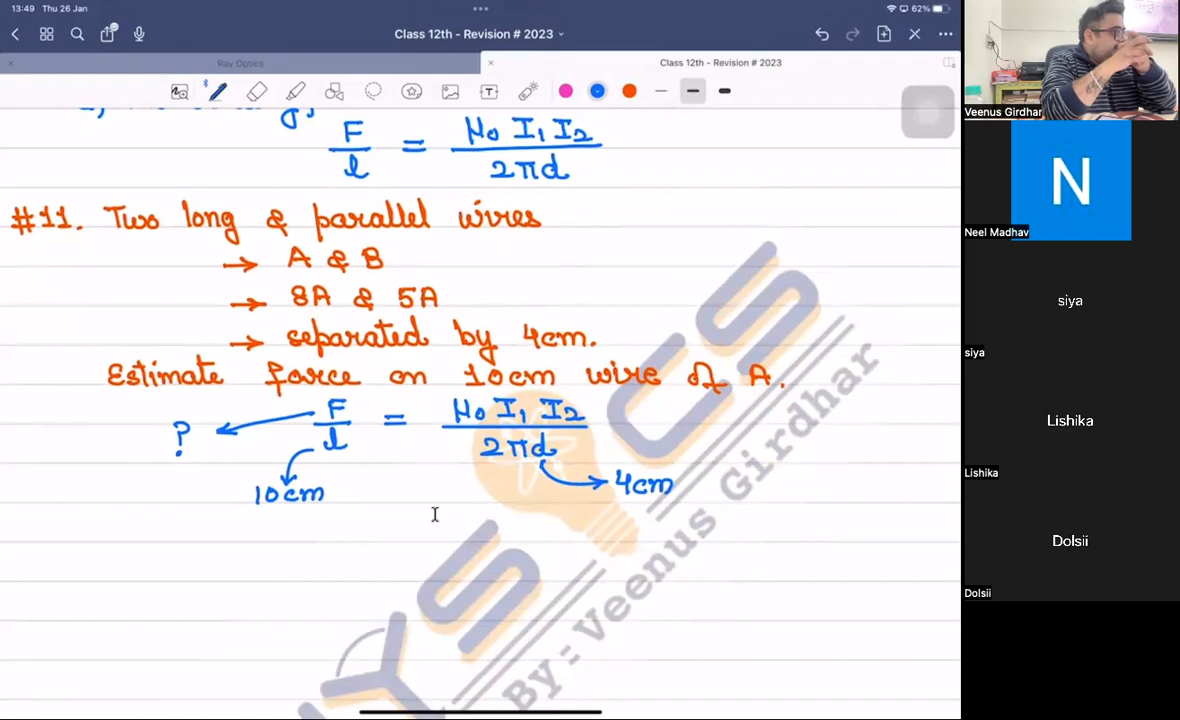 13:49 Thu 26 Jan
62%
Class 12th - Revision # 2023
Ray Optics
Class 12th - Revision # 2023
F/l = μ₀ I₁ I₂ / 2πd
#11. Two long & parallel wires
→ A & B
→ 8A & 5A
→ separated by 4cm.
Estimate force on 10cm wire of A.
? ← F/l = μ₀ I₁ I₂ / 2πd
10cm
→ 4cm
By:- Veenus Girdhar
Veenus Girdhar
N
Neel Madhav
siya
siya
Lishika
Lishika
Dolsii
Dolsii